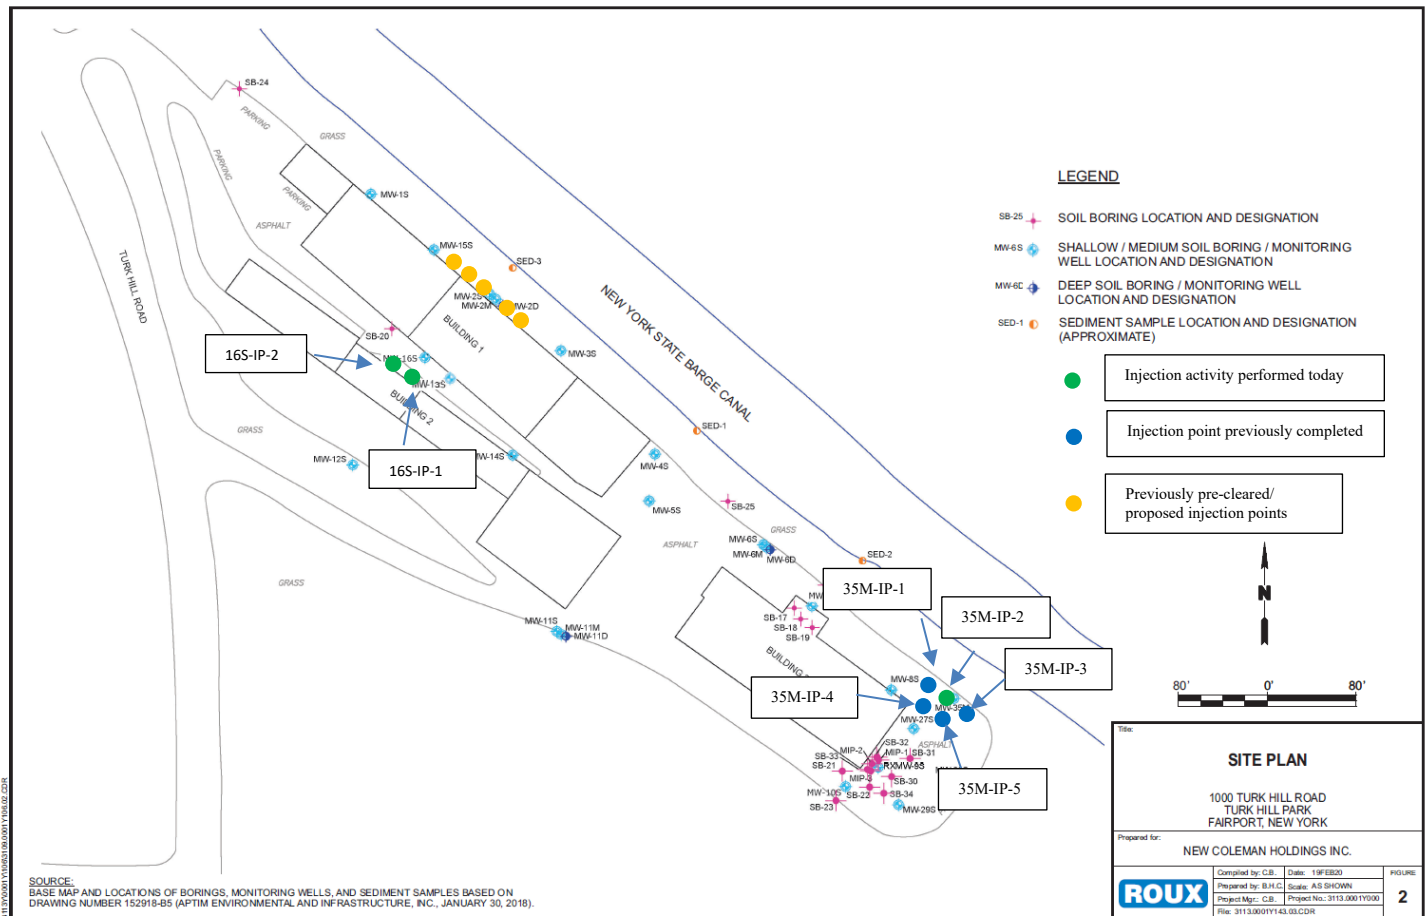 SB-24
PARKING
GRASS
PARKING
PARKING
MW-1S
ASPHALT
TURK HILL ROAD
MW-15S
SED-3
MW-2S
MW-2M
MW-2D
NEW YORK STATE BARGE CANAL
BUILDING 1
SB-20
MW-3S
16S-IP-2
MW-16S
MW-13S
BUILDING 2
SED-1
GRASS
MW-12S
16S-IP-1
MW-14S
MW-4S
MW-5S
SB-25
GRASS
ASPHALT
MW-6S
MW-6M
MW-6D
SED-2
GRASS
35M-IP-1
35M-IP-2
35M-IP-3
MW
SB-17
SB-18
SB-19
MW-11S
MW-11M
MW-11D
BUILDING
35M-IP-4
MW-8S
MW-35M
MW-27S
ASPHALT
SB-32
MIP-2
MIP-1
SB-31
SB-33
SB-21
MIP-3
SB-30
MW-10S
SB-22
SB-34
SB-23
MW-29S
35M-IP-5
LEGEND
SB-25 SOIL BORING LOCATION AND DESIGNATION
MW-6S SHALLOW / MEDIUM SOIL BORING / MONITORING
WELL LOCATION AND DESIGNATION
MW-6D DEEP SOIL BORING / MONITORING WELL
LOCATION AND DESIGNATION
SED-1 SEDIMENT SAMPLE LOCATION AND DESIGNATION
(APPROXIMATE)
Injection activity performed today
Injection point previously completed
Previously pre-cleared/
proposed injection points
N
80' 0' 80'
Title:
SITE PLAN
1000 TURK HILL ROAD
TURK HILL PARK
FAIRPORT, NEW YORK
Prepared for:
NEW COLEMAN HOLDINGS INC.
ROUX
Compiled by: C.B. Date: 19FEB20
Prepared by: B.H.C. Scale: AS SHOWN
Project Mgr.: C.B. Project No.: 3113.0001Y000
File: 3113.0001Y143.03.CDR
FIGURE
2
SOURCE:
BASE MAP AND LOCATIONS OF BORINGS, MONITORING WELLS, AND SEDIMENT SAMPLES BASED ON
DRAWING NUMBER 152918-B5 (APTIM ENVIRONMENTAL AND INFRASTRUCTURE, INC., JANUARY 30, 2018).